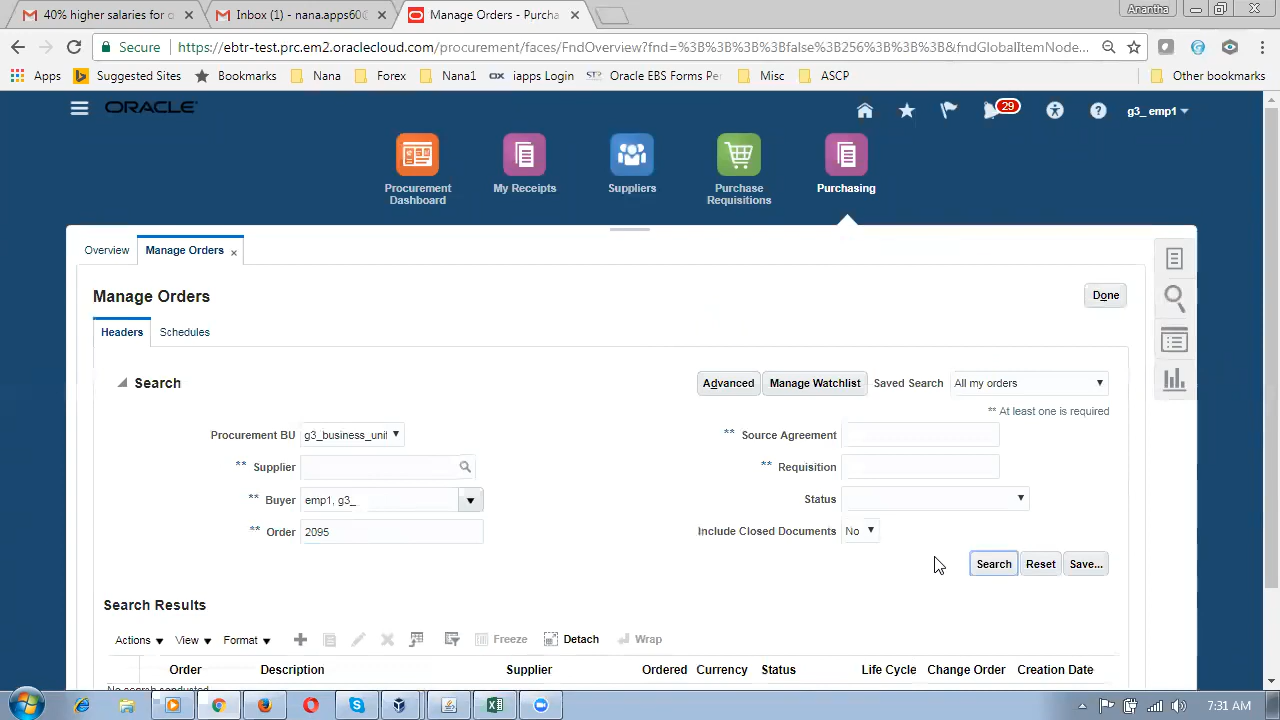 40% higher salaries for c
Inbox (1) - nana.apps60@
Manage Orders - Purcha
Anantha
Secure
https://ebtr-test.prc.em2.oraclecloud.com/procurement/faces/FndOverview?fnd=%3B%3B%3B%3Bfalse%3B256%3B%3B%3B&fndGlobalItemNode...
Apps
Suggested Sites
Bookmarks
Nana
Forex
Nana1
iapps Login
Oracle EBS Forms Pe
Misc
ASCP
Other bookmarks
ORACLE
29
g3_ emp1
Procurement Dashboard
My Receipts
Suppliers
Purchase Requisitions
Purchasing
Overview
Manage Orders
Manage Orders
Done
Headers
Schedules
Search
Advanced
Manage Watchlist
Saved Search
All my orders
** At least one is required
Procurement BU
g3_business_uni
** Source Agreement
** Supplier
** Requisition
** Buyer
emp1, g3_
Status
** Order
2095
Include Closed Documents
No
Search
Reset
Save...
Search Results
Actions
View
Format
Freeze
Detach
Wrap
Order
Description
Supplier
Ordered
Currency
Status
Life Cycle
Change Order
Creation Date
No search conducted
7:31 AM